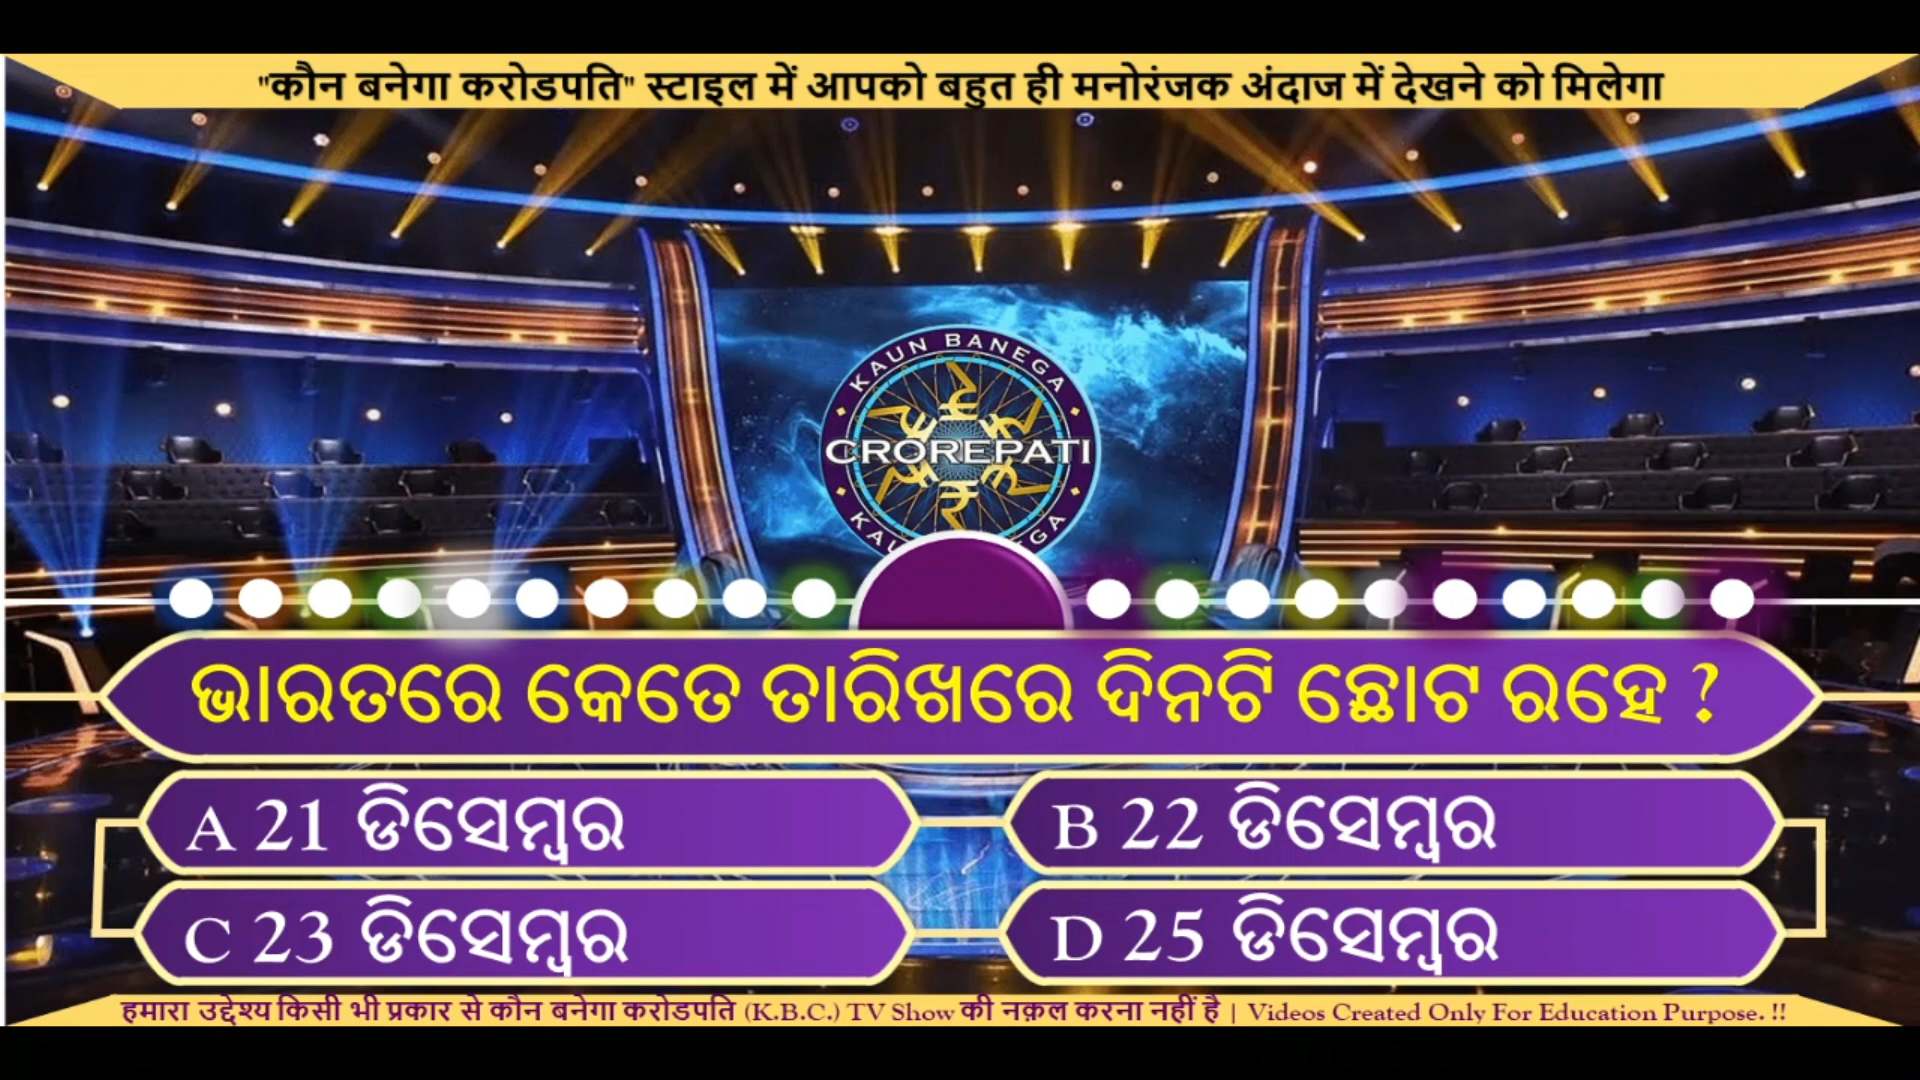 "कौन बनेगा करोडपति" स्टाइल में आपको बहुत ही मनोरंजक अंदाज में देखने को मिलेगा
KAUN BANEGA
CROREPATI
ଭାରତରେ କେତେ ତାରିଖରେ ଦିନଟି ଛୋଟ ରହେ ?
A 21 ଡିସେମ୍ବର
B 22 ଡିସେମ୍ବର
C 23 ଡିସେମ୍ବର
D 25 ଡିସେମ୍ବର
हमारा उद्देश्य किसी भी प्रकार से कौन बनेगा करोडपति (K.B.C.) TV Show की नक़ल करना नहीं है | Videos Created Only For Education Purpose. !!